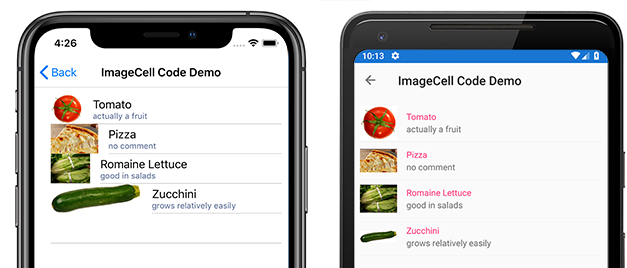 4:26
Back
ImageCell Code Demo
Tomato
actually a fruit
Pizza
no comment
Romaine Lettuce
good in salads
Zucchini
grows relatively easily
10:13
ImageCell Code Demo
Tomato
actually a fruit
Pizza
no comment
Romaine Lettuce
good in salads
Zucchini
grows relatively easily